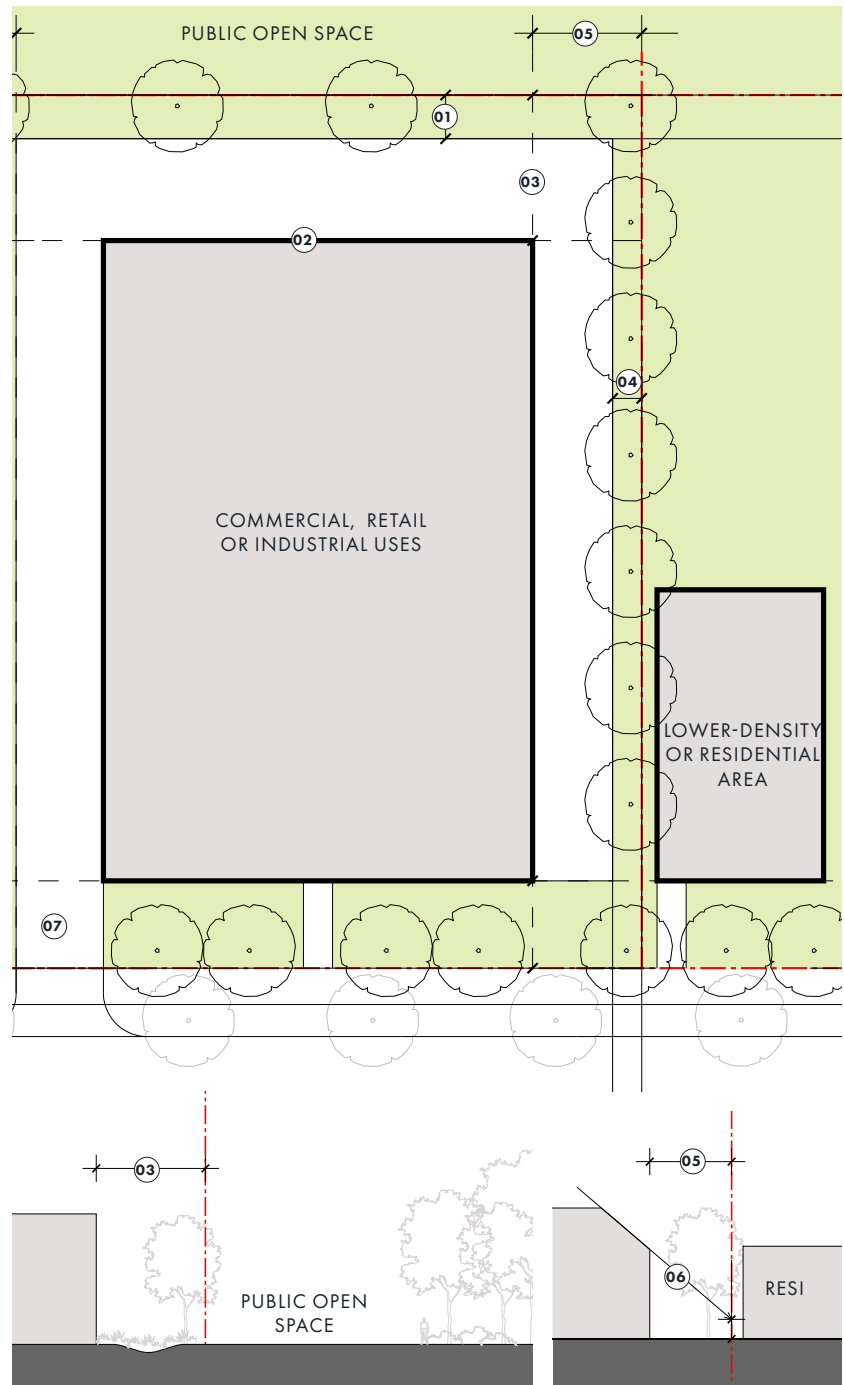 PUBLIC OPEN SPACE
05
01
03
02
04
COMMERCIAL, RETAIL
OR INDUSTRIAL USES
LOWER-DENSITY
OR RESIDENTIAL
AREA
07
03
PUBLIC OPEN
SPACE
05
06
RESI